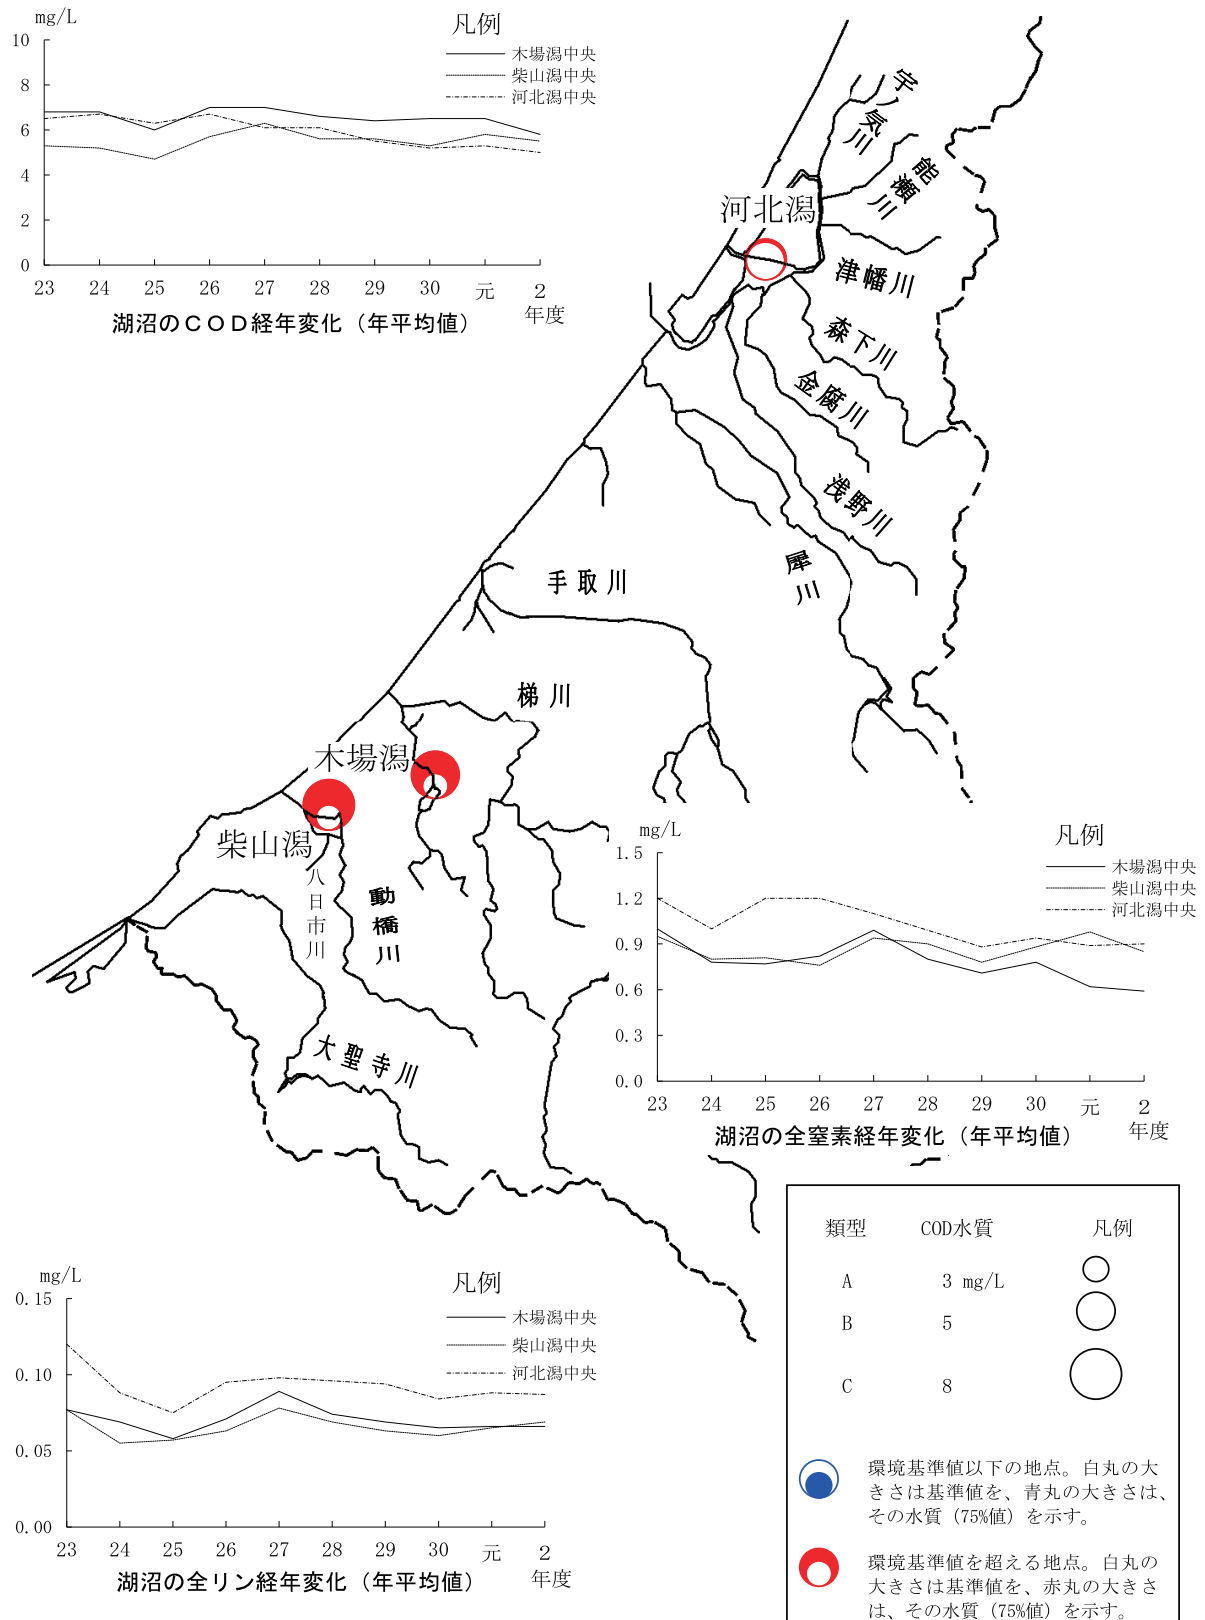 mg/L
凡例
木場潟中央
柴山潟中央
河北潟中央
10
8
6
4
2
0
23 24 25 26 27 28 29 30 元 2
年度
湖沼のCOD経年変化（年平均値）
宇ノ気川
能瀬川
河北潟
津幡川
森下川
金腐川
浅野川
犀川
手取川
梯川
木場潟
柴山潟
八日市川
動橋川
大聖寺川
mg/L
凡例
木場潟中央
柴山潟中央
河北潟中央
1.5
1.2
0.9
0.6
0.3
0.0
23 24 25 26 27 28 29 30 元 2
年度
湖沼の全窒素経年変化（年平均値）
mg/L
凡例
木場潟中央
柴山潟中央
河北潟中央
0.15
0.10
0.05
0.00
23 24 25 26 27 28 29 30 元 2
年度
湖沼の全リン経年変化（年平均値）
類型 COD水質 凡例
A 3 mg/L
B 5
C 8
環境基準値以下の地点。白丸の大
きさは基準値を、青丸の大きさは、
その水質（75%値）を示す。
環境基準値を超える地点。白丸の
大きさは基準値を、赤丸の大きさ
は、その水質（75%値）を示す。